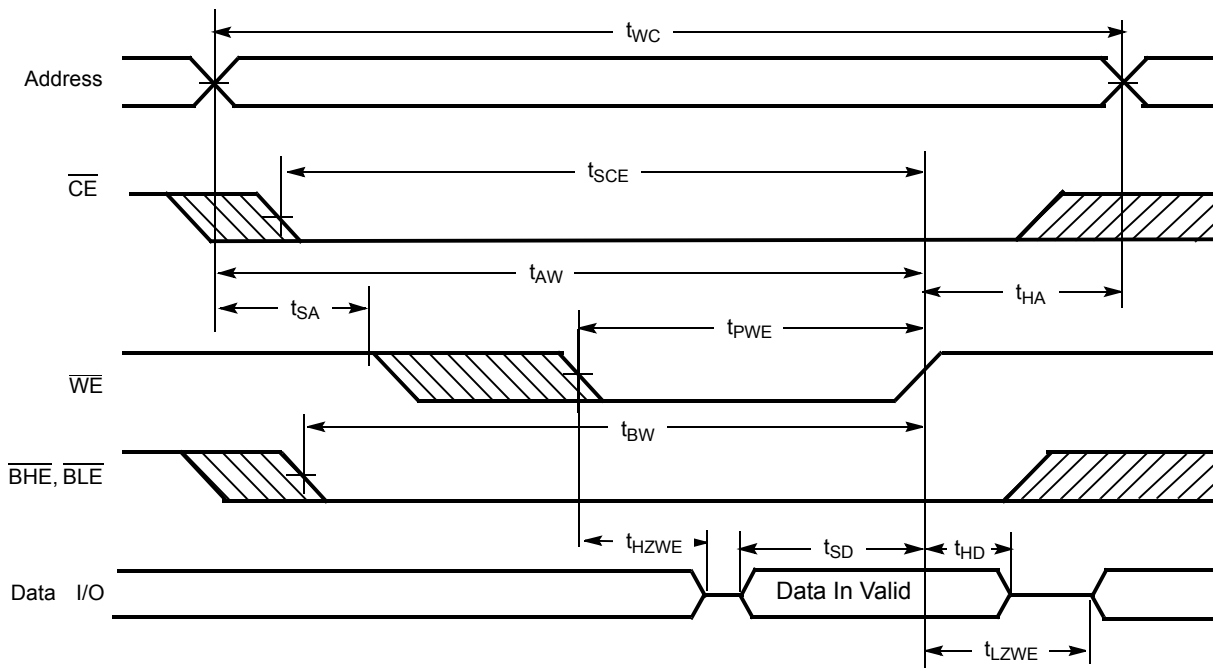 tWC
Address
tSCE
CE
tAW
tSA
tHA
tPWE
WE
tBW
BHE, BLE
tHZWE
tSD
tHD
Data I/O
Data In Valid
tLZWE